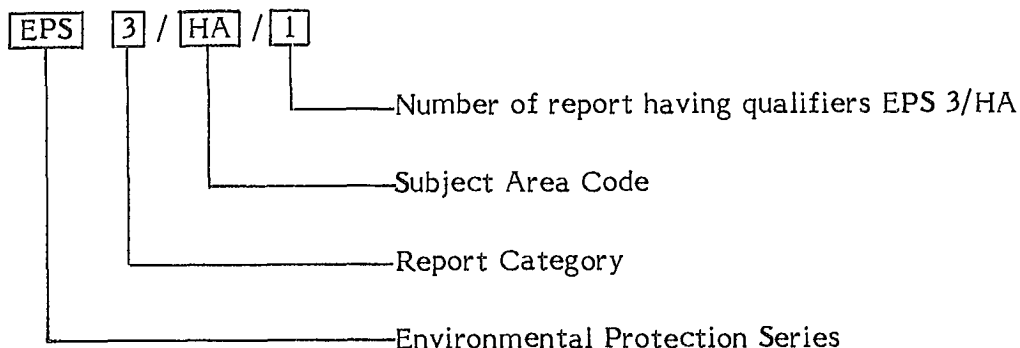 EPS 3 / HA / 1
Number of report having qualifiers EPS 3/HA
Subject Area Code
Report Category
Environmental Protection Series